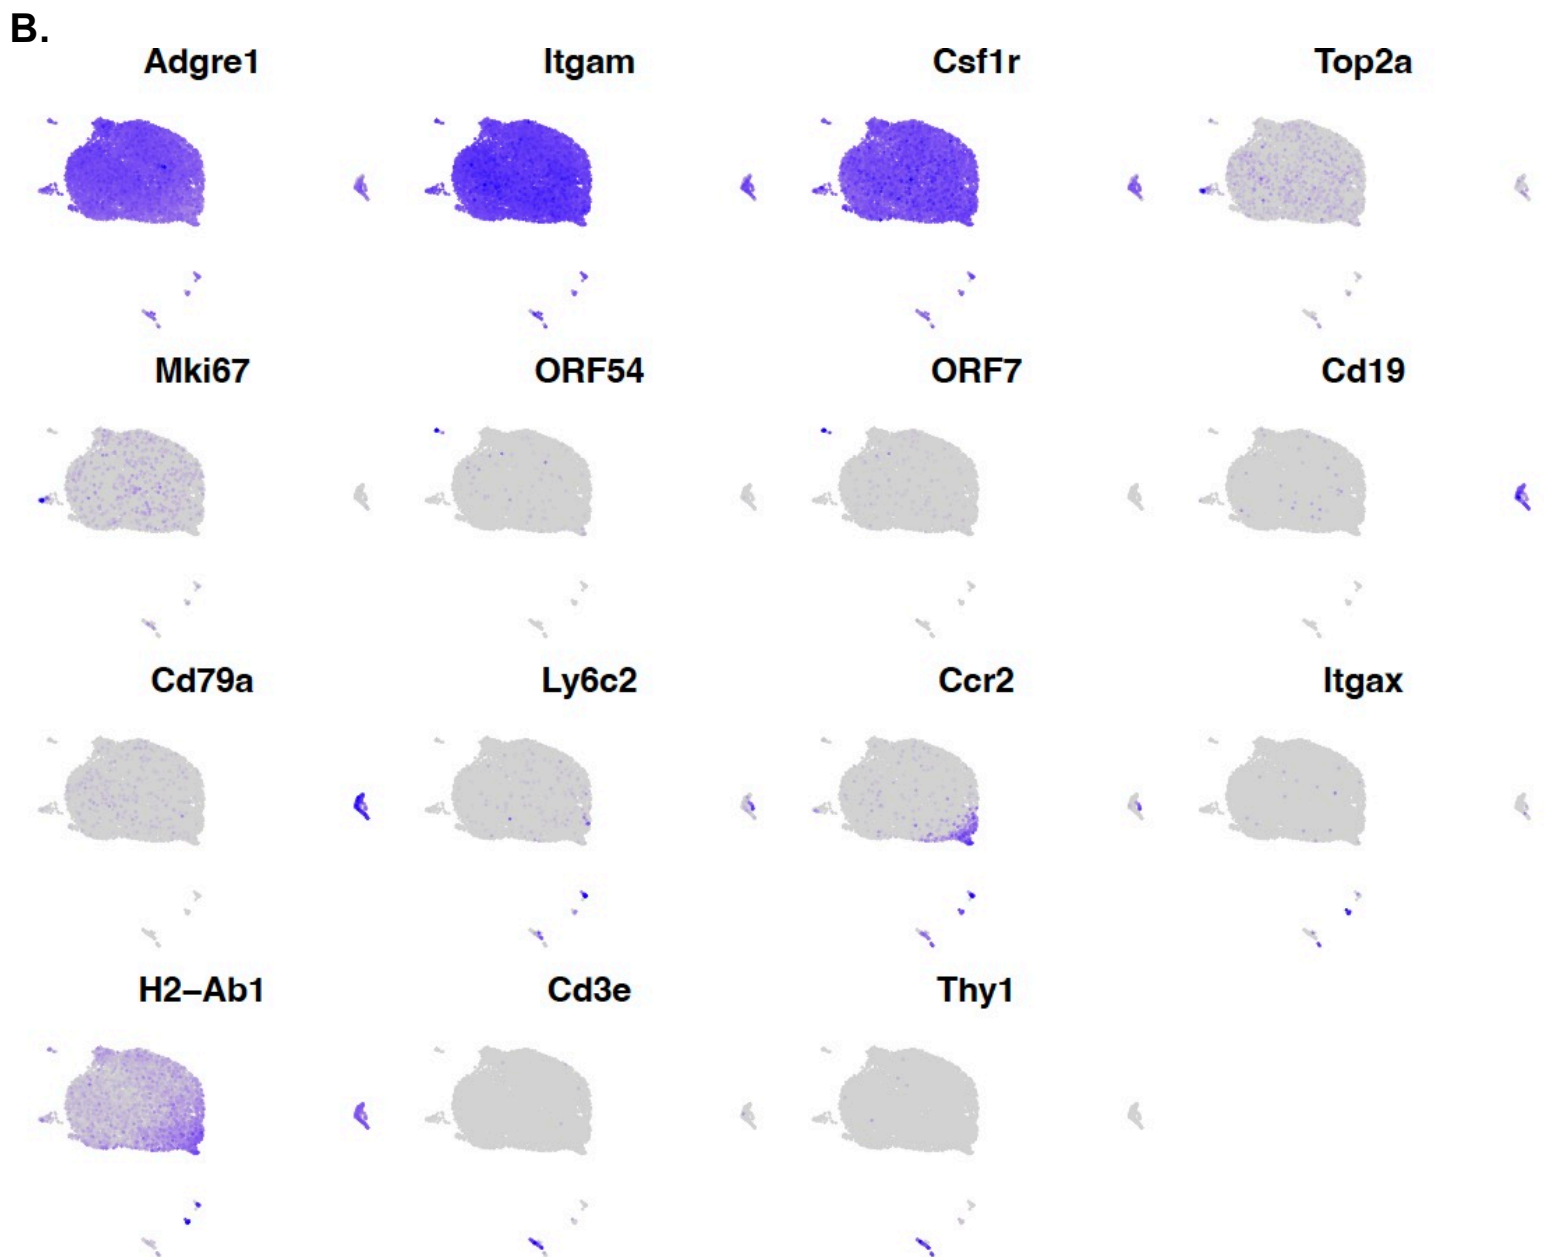 B.
Adgre1 Itgam Csf1r Top2a
Mki67 ORF54 ORF7 Cd19
Cd79a Ly6c2 Ccr2 Itgax
H2–Ab1 Cd3e Thy1